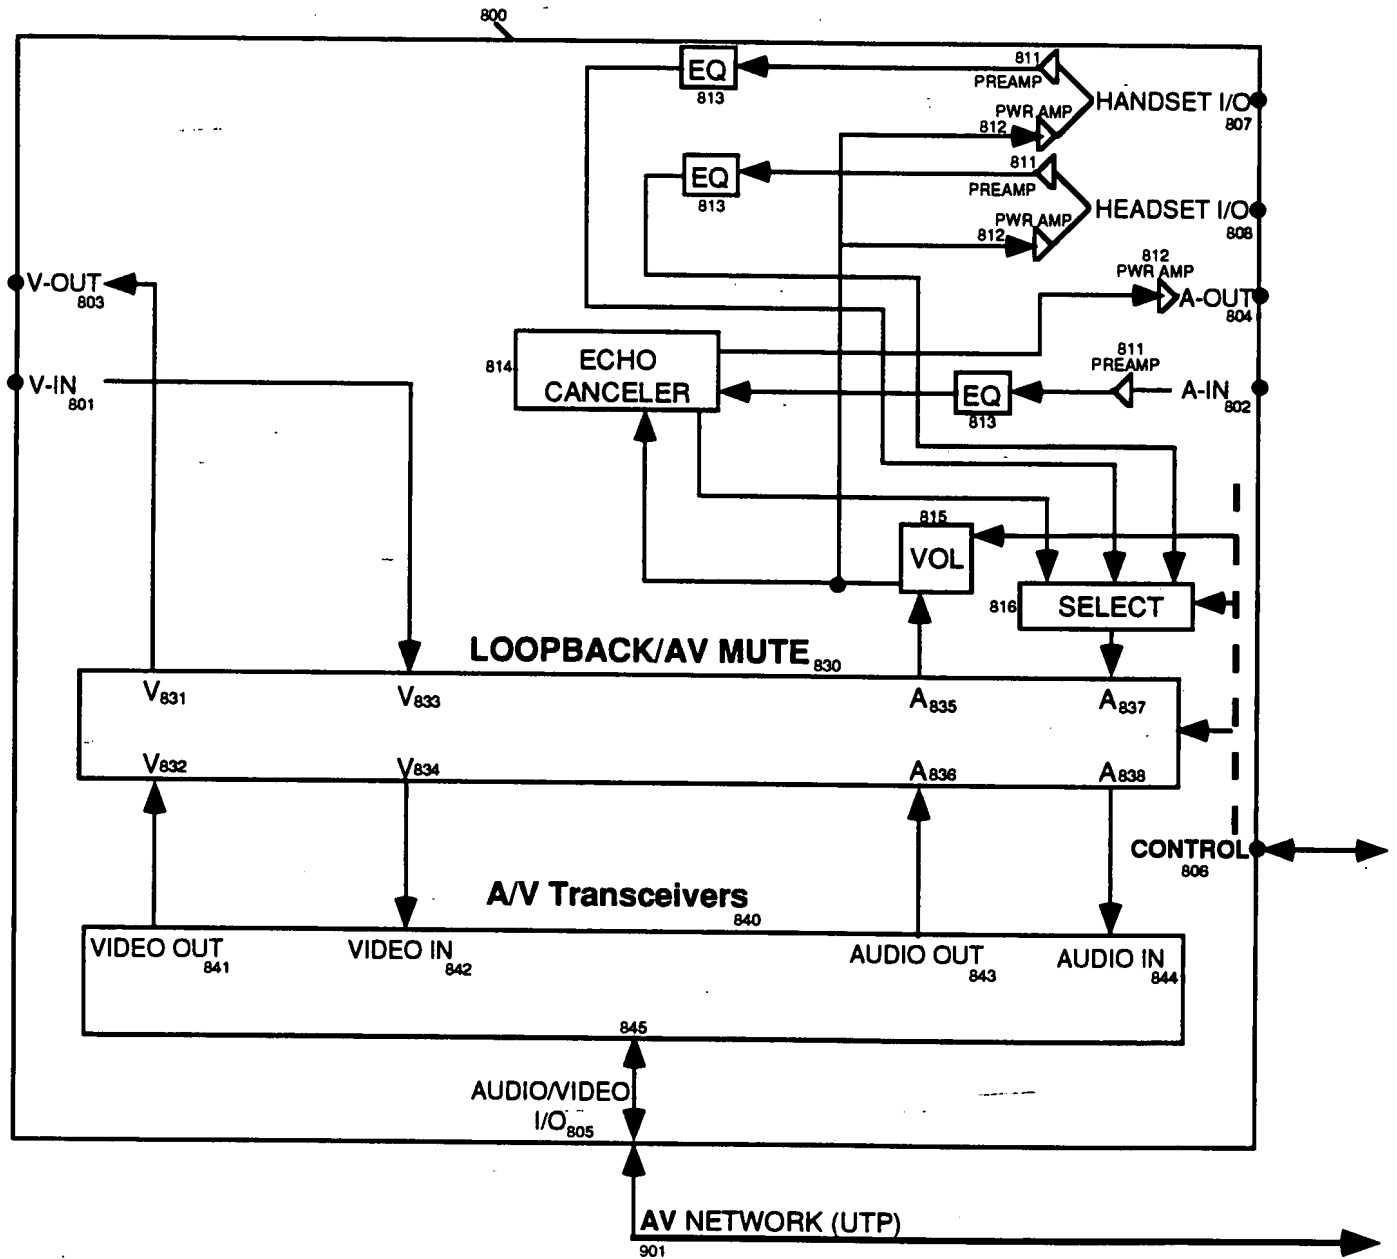 800
EQ
813
811
PREAMP
HANDSET I/O
807
PWR AMP
812
EQ
813
811
PREAMP
HEADSET I/O
808
PWR AMP
812
812
PWR AMP
A-OUT
804
V-OUT
803
V-IN
801
814
ECHO
CANCELER
811
PREAMP
EQ
813
A-IN
802
815
VOL
816
SELECT
LOOPBACK/AV MUTE 830
V831
V833
A835
A837
V832
V834
A836
A838
CONTROL
806
A/V Transceivers
840
VIDEO OUT
841
VIDEO IN
842
AUDIO OUT
843
AUDIO IN
844
845
AUDIO/VIDEO
I/O805
AV NETWORK (UTP)
901